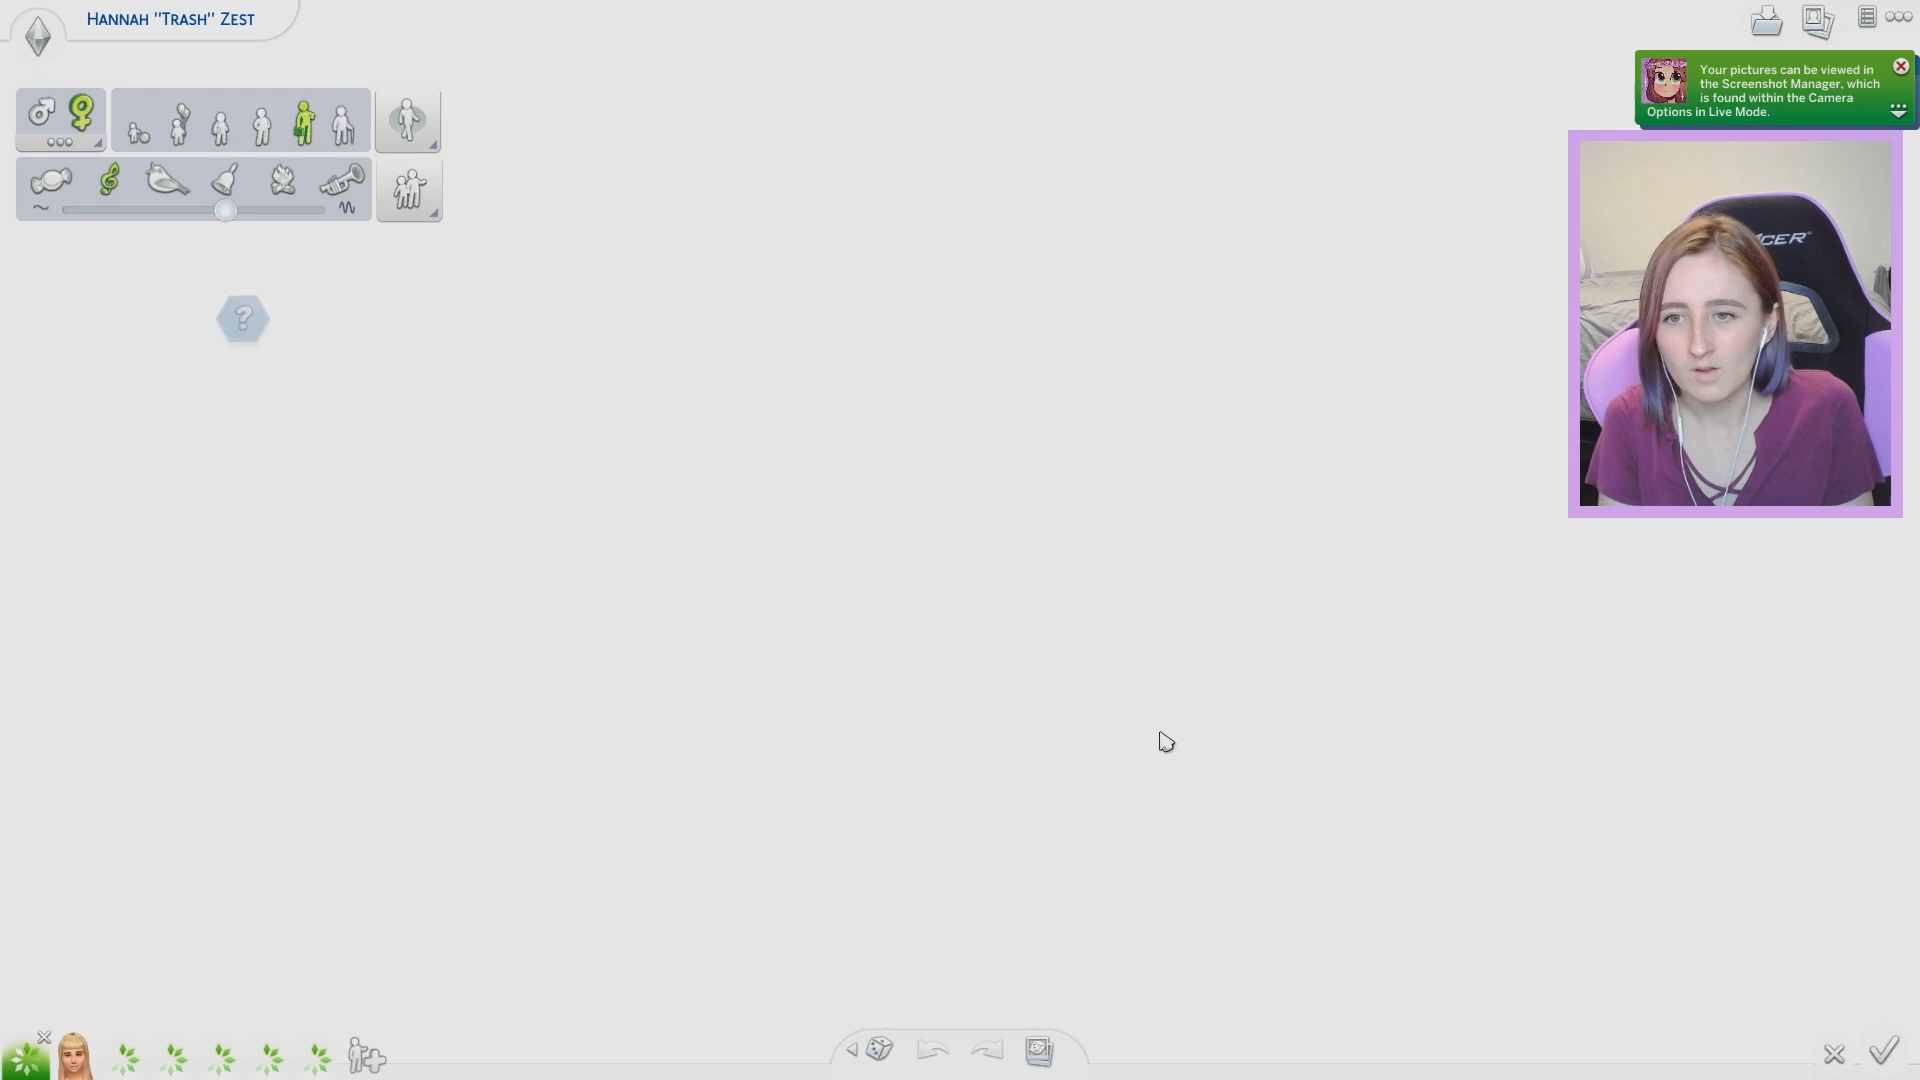 HANNAH "TRASH" ZEST
Your pictures can be viewed in
the Screenshot Manager, which
is found within the Camera
Options in Live Mode.
CER
?